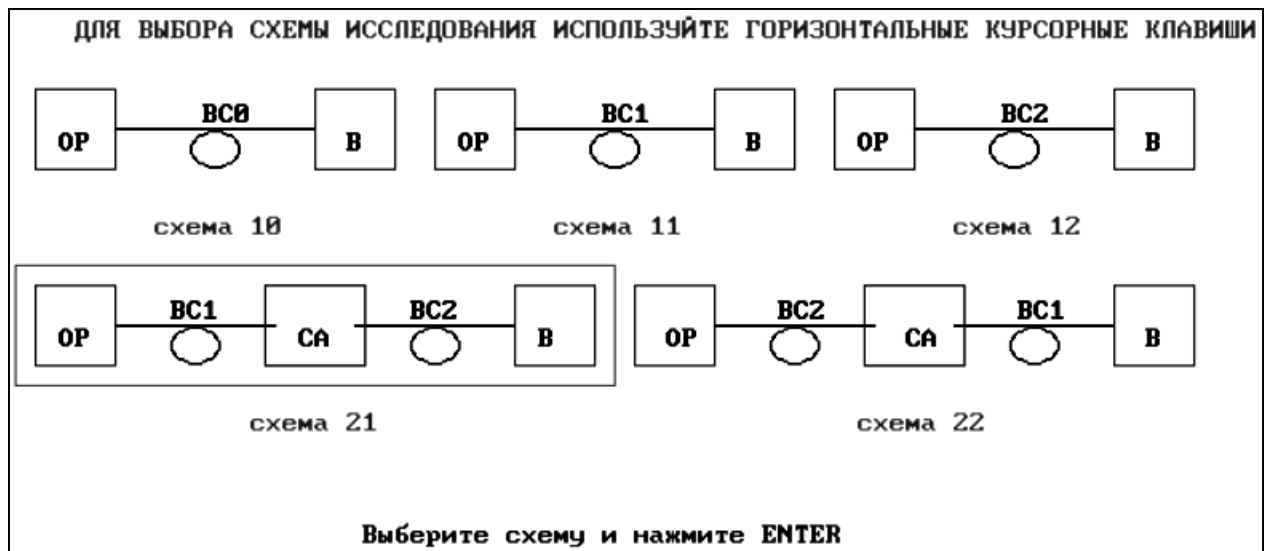 ДЛЯ ВЫБОРА СХЕМЫ ИССЛЕДОВАНИЯ ИСПОЛЬЗУЙТЕ ГОРИЗОНТАЛЬНЫЕ КУРСОРНЫЕ КЛАВИШИ
ОР ВС0 В ОР ВС1 В ОР ВС2 В
схема 10 схема 11 схема 12
ОР ВС1 СА ВС2 В ОР ВС2 СА ВС1 В
схема 21 схема 22
Выберите схему и нажмите ENTER